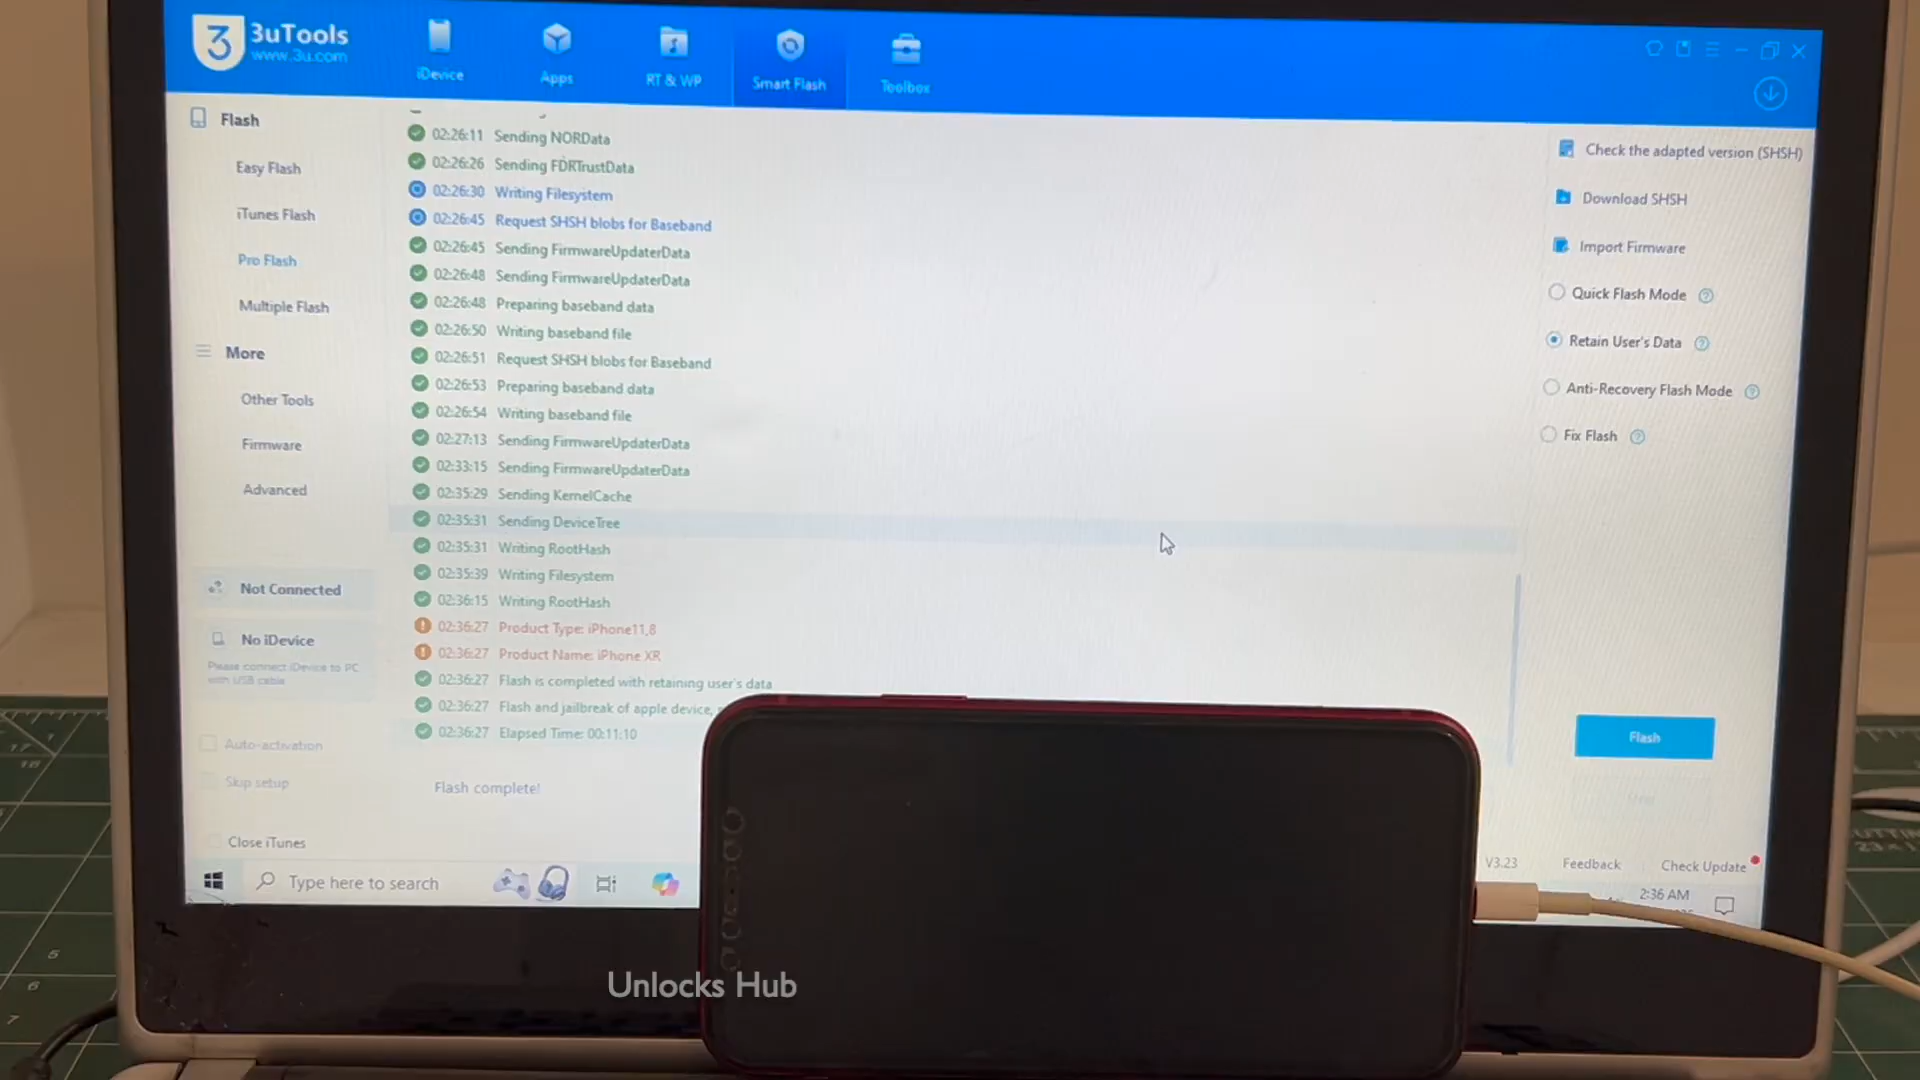 3 3uTools
www.3u.com
iDevice
Apps
RT & WP
Smart Flash
Toolbox
Flash
Easy Flash
iTunes Flash
Pro Flash
Multiple Flash
More
Other Tools
Firmware
Advanced
Not Connected
No iDevice
Please connect iDevice to PC
with USB cable
Auto-activation
Skip setup
Close iTunes
02:26:11 Sending NORData
02:26:26 Sending FDRTrustData
02:26:30 Writing Filesystem
02:26:45 Request SHSH blobs for Baseband
02:26:45 Sending FirmwareUpdaterData
02:26:48 Sending FirmwareUpdaterData
02:26:48 Preparing baseband data
02:26:50 Writing baseband file
02:26:51 Request SHSH blobs for Baseband
02:26:53 Preparing baseband data
02:26:54 Writing baseband file
02:27:13 Sending FirmwareUpdaterData
02:33:15 Sending FirmwareUpdaterData
02:35:29 Sending KernelCache
02:35:31 Sending DeviceTree
02:35:31 Writing RootHash
02:35:39 Writing Filesystem
02:36:15 Writing RootHash
02:36:27 Product Type: iPhone11,8
02:36:27 Product Name: iPhone XR
02:36:27 Flash is completed with retaining user's data
02:36:27 Flash and jailbreak of apple device,
02:36:27 Elapsed Time: 00:11:10
Flash complete!
Check the adapted version (SHSH)
Download SHSH
Import Firmware
Quick Flash Mode
Retain User's Data
Anti-Recovery Flash Mode
Fix Flash
Flash
V3.23
Feedback
Check Update
Type here to search
2:36 AM
Unlocks Hub